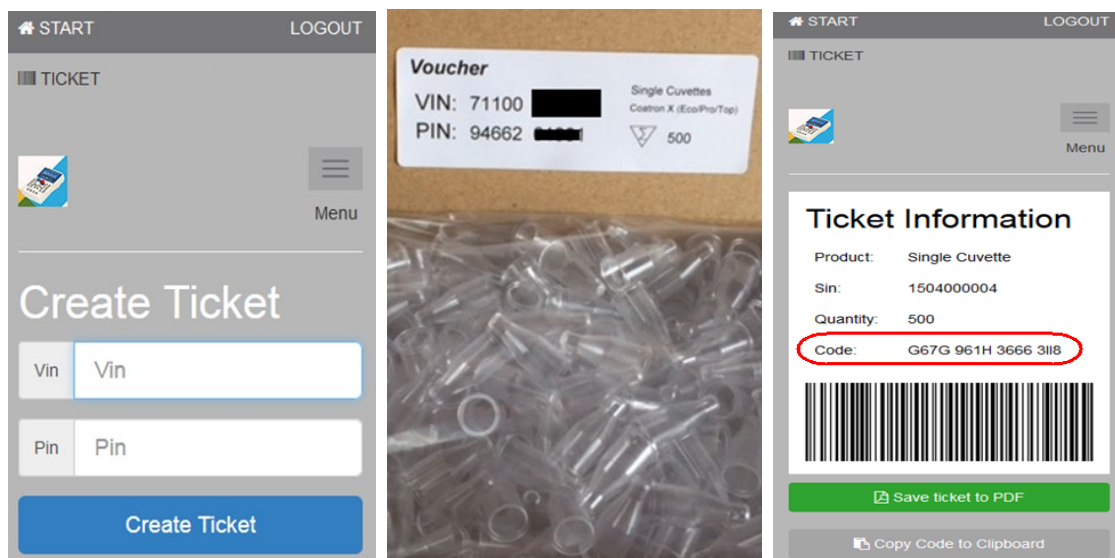 START LOGOUT
TICKET
Menu
Create Ticket
Vin Vin
Pin Pin
Create Ticket
Voucher
VIN: 71100
PIN: 94662
Single Cuvettes
Coatron X (Eco/Pro/Top)
Σ 500
START LOGOUT
TICKET
Menu
Ticket Information
Product: Single Cuvette
Sin: 1504000004
Quantity: 500
Code: G67G 961H 3666 3II8
Save ticket to PDF
Copy Code to Clipboard